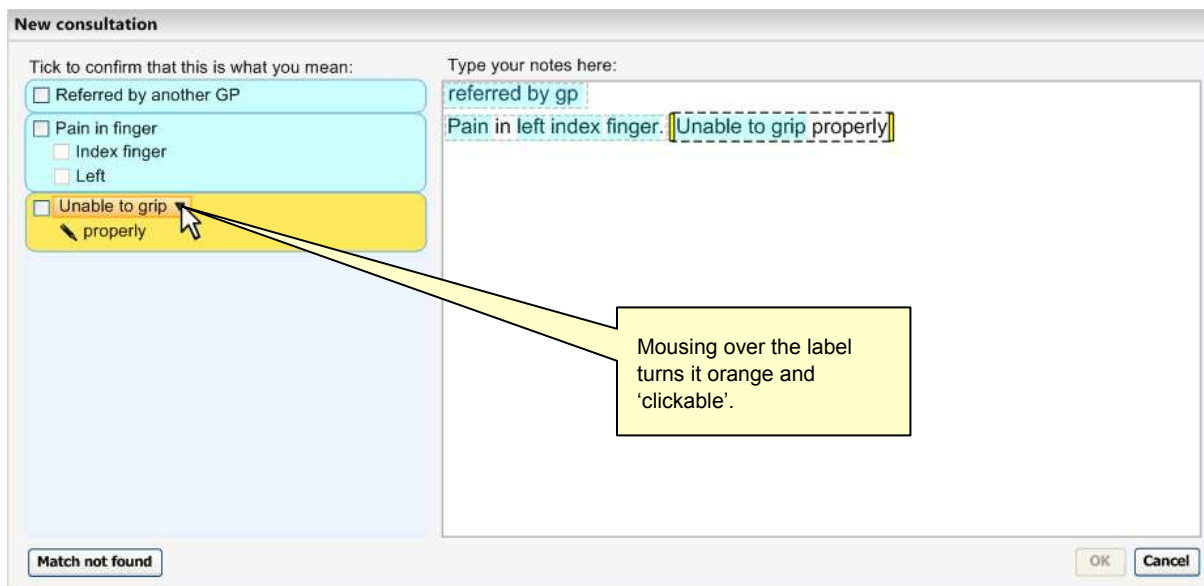 New consultation
Tick to confirm that this is what you mean:
Referred by another GP
Pain in finger
Index finger
Left
Unable to grip
properly
Type your notes here:
referred by gp
Pain in left index finger. Unable to grip properly
Mousing over the label
turns it orange and
‘clickable’.
Match not found
OK
Cancel